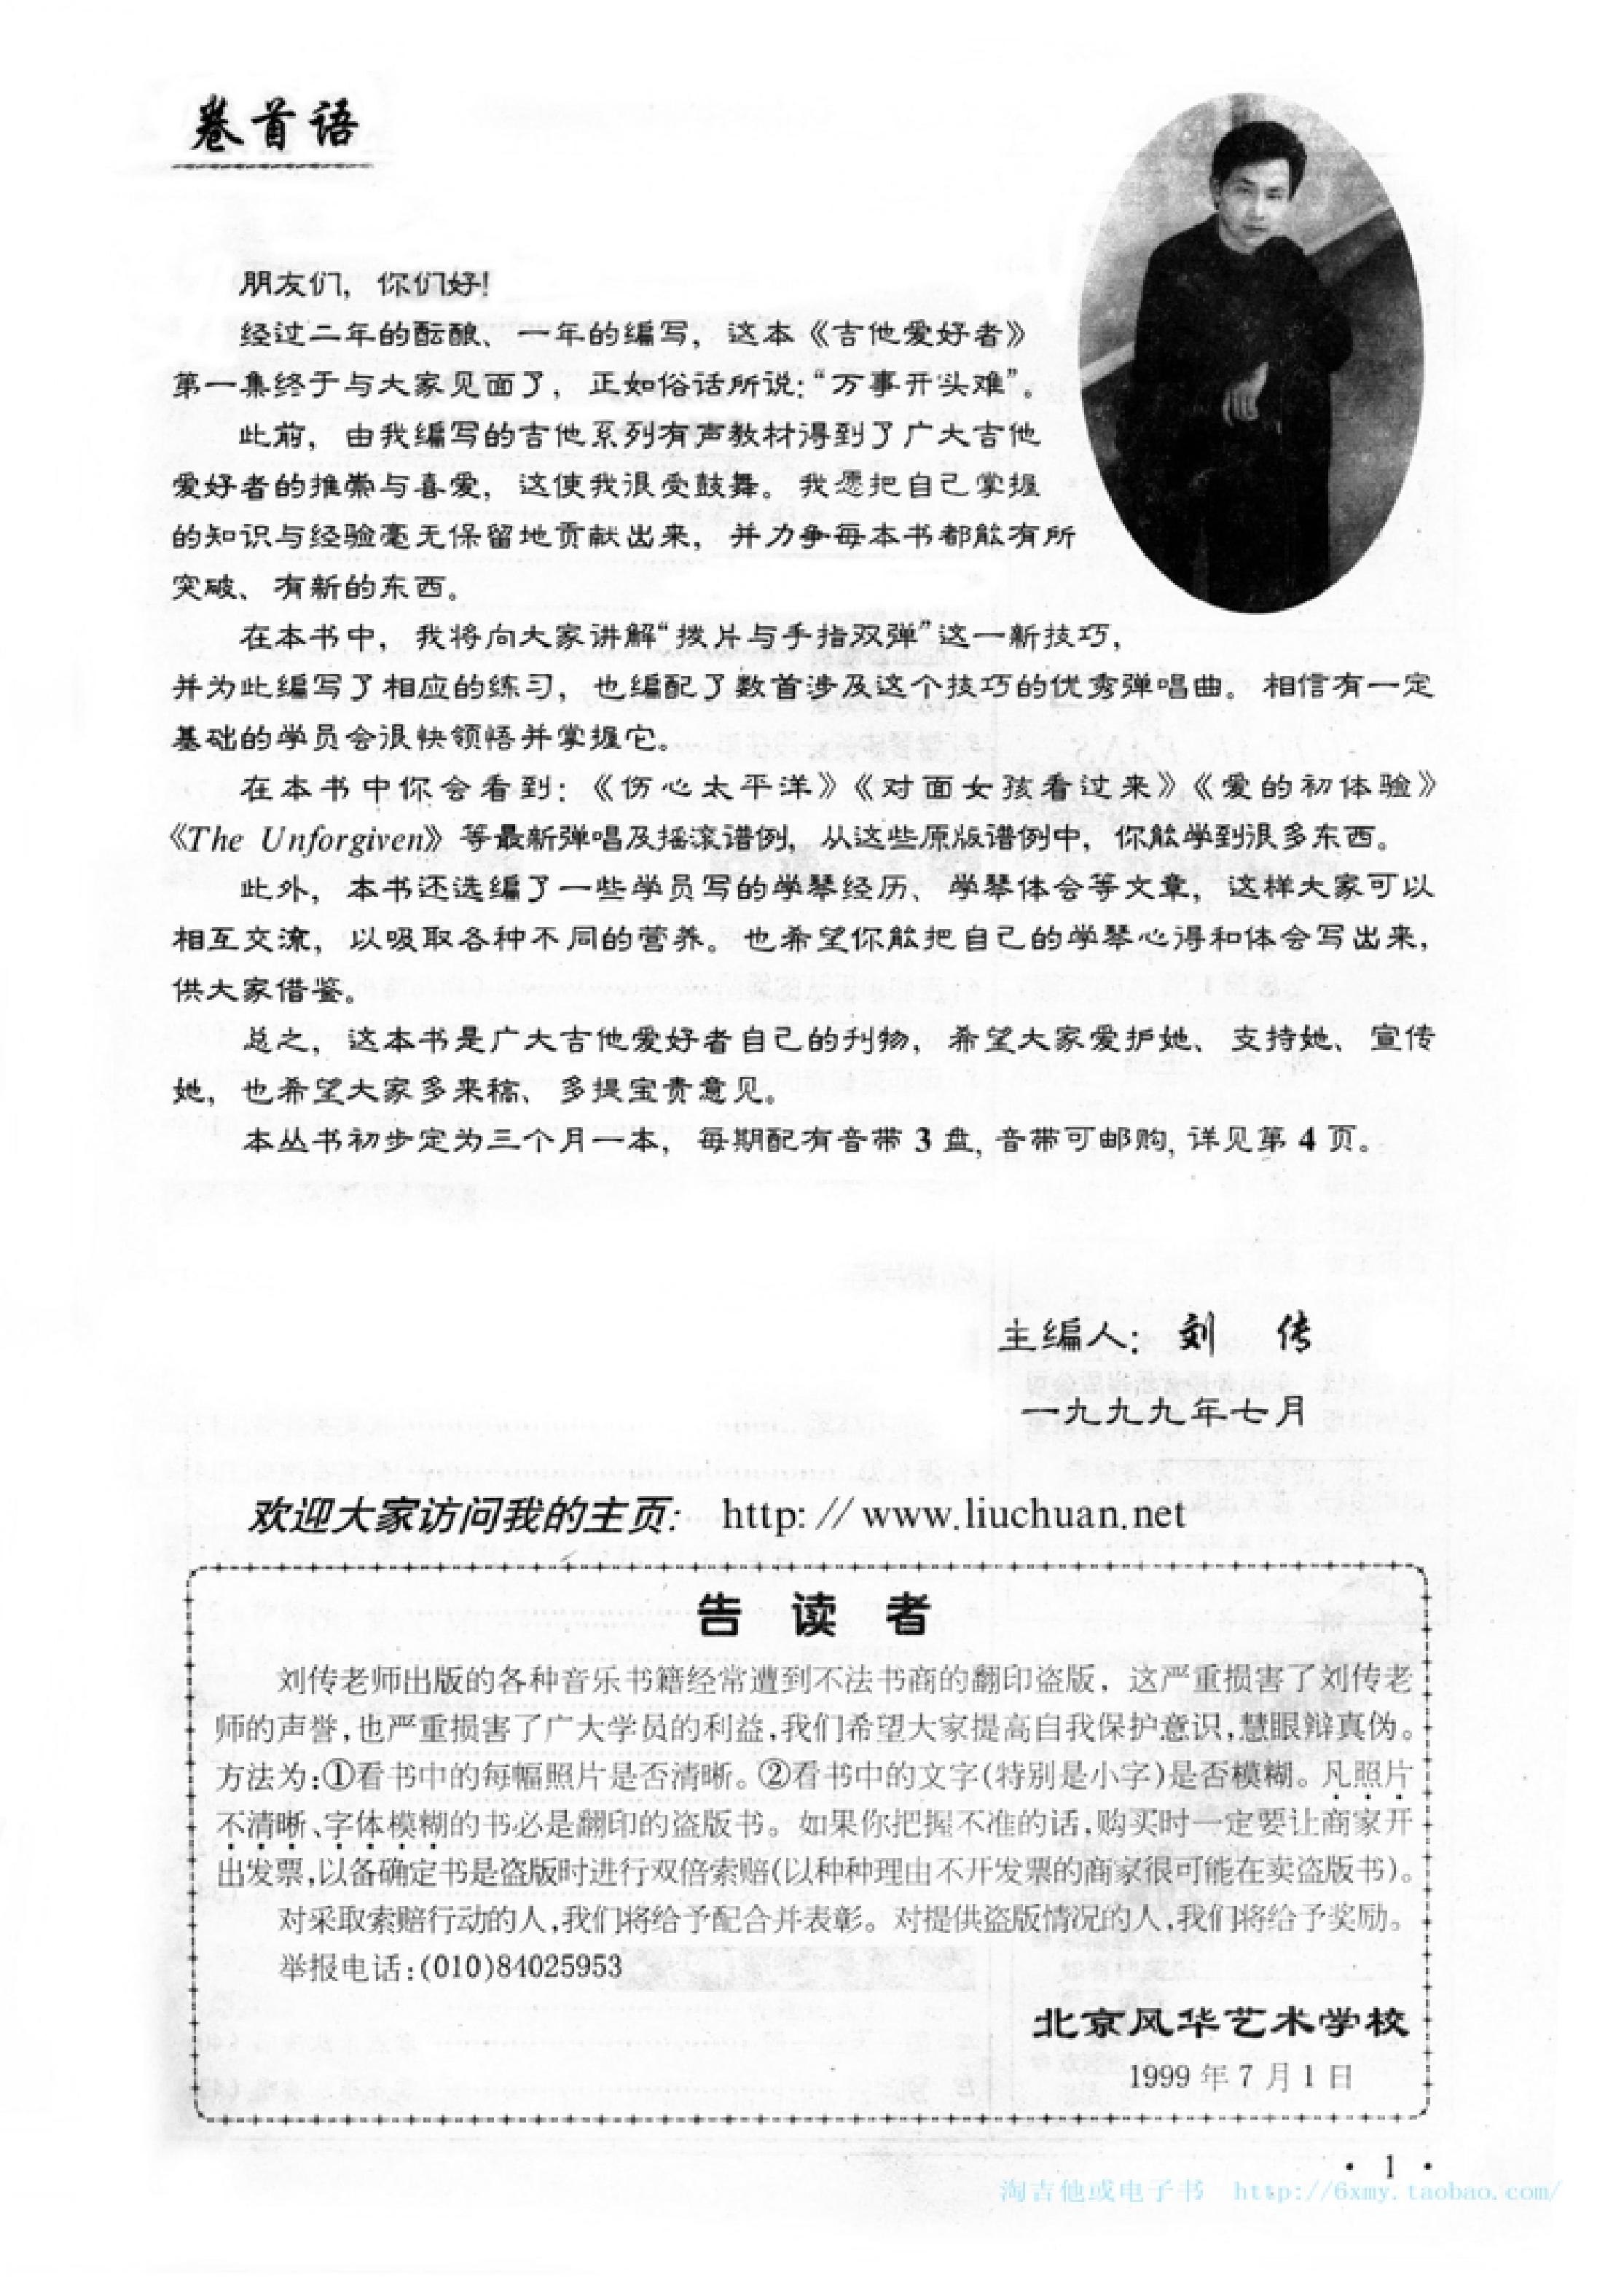 卷首语
朋友们，你们好！
经过二年的酝酿、一年的编写，这本《吉他爱好者》
第一集终于与大家见面了，正如俗话所说：“万事开头难”。
此前，由我编写的吉他系列有声教材得到了广大吉他
爱好者的推崇与喜爱，这使我很受鼓舞。我愿把自己掌握
的知识与经验毫无保留地贡献出来，并力争每本书都能有所
突破、有新的东西。
在本书中，我将向大家讲解“拨片与手指双弹”这一新技巧，
并为此编写了相应的练习，也编配了数首涉及这个技巧的优秀弹唱曲。相信有一定
基础的学员会很快领悟并掌握它。
在本书中你会看到：《伤心太平洋》《对面女孩看过来》《爱的初体验》
《The Unforgiven》等最新弹唱及摇滚谱例，从这些原版谱例中，你能学到很多东西。
此外，本书还选编了一些学员写的学琴经历、学琴体会等文章，这样大家可以
相互交流，以吸取各种不同的营养。也希望你能把自己的学琴心得和体会写出来，
供大家借鉴。
总之，这本书是广大吉他爱好者自己的刊物，希望大家爱护她、支持她、宣传
她，也希望大家多来稿、多提宝贵意见。
本丛书初步定为三个月一本，每期配有音带3盘，音带可邮购，详见第4页。
主编人：刘 传
一九九九年七月
欢迎大家访问我的主页： http://www.liuchuan.net
告 读 者
刘传老师出版的各种音乐书籍经常遭到不法书商的翻印盗版，这严重损害了刘传老
师的声誉，也严重损害了广大学员的利益，我们希望大家提高自我保护意识，慧眼辩真伪。
方法为：①看书中的每幅照片是否清晰。②看书中的文字(特别是小字)是否模糊。凡照片
不清晰、字体模糊的书必是翻印的盗版书。如果你把握不准的话，购买时一定要让商家开
出发票，以备确定书是盗版时进行双倍索赔(以种种理由不开发票的商家很可能在卖盗版书)。
对采取索赔行动的人，我们将给予配合并表彰。对提供盗版情况的人，我们将给予奖励。
举报电话：(010)84025953
北京风华艺术学校
1999年7月1日
· 1 ·
淘吉他或电子书 http://6xmy.taobao.com/